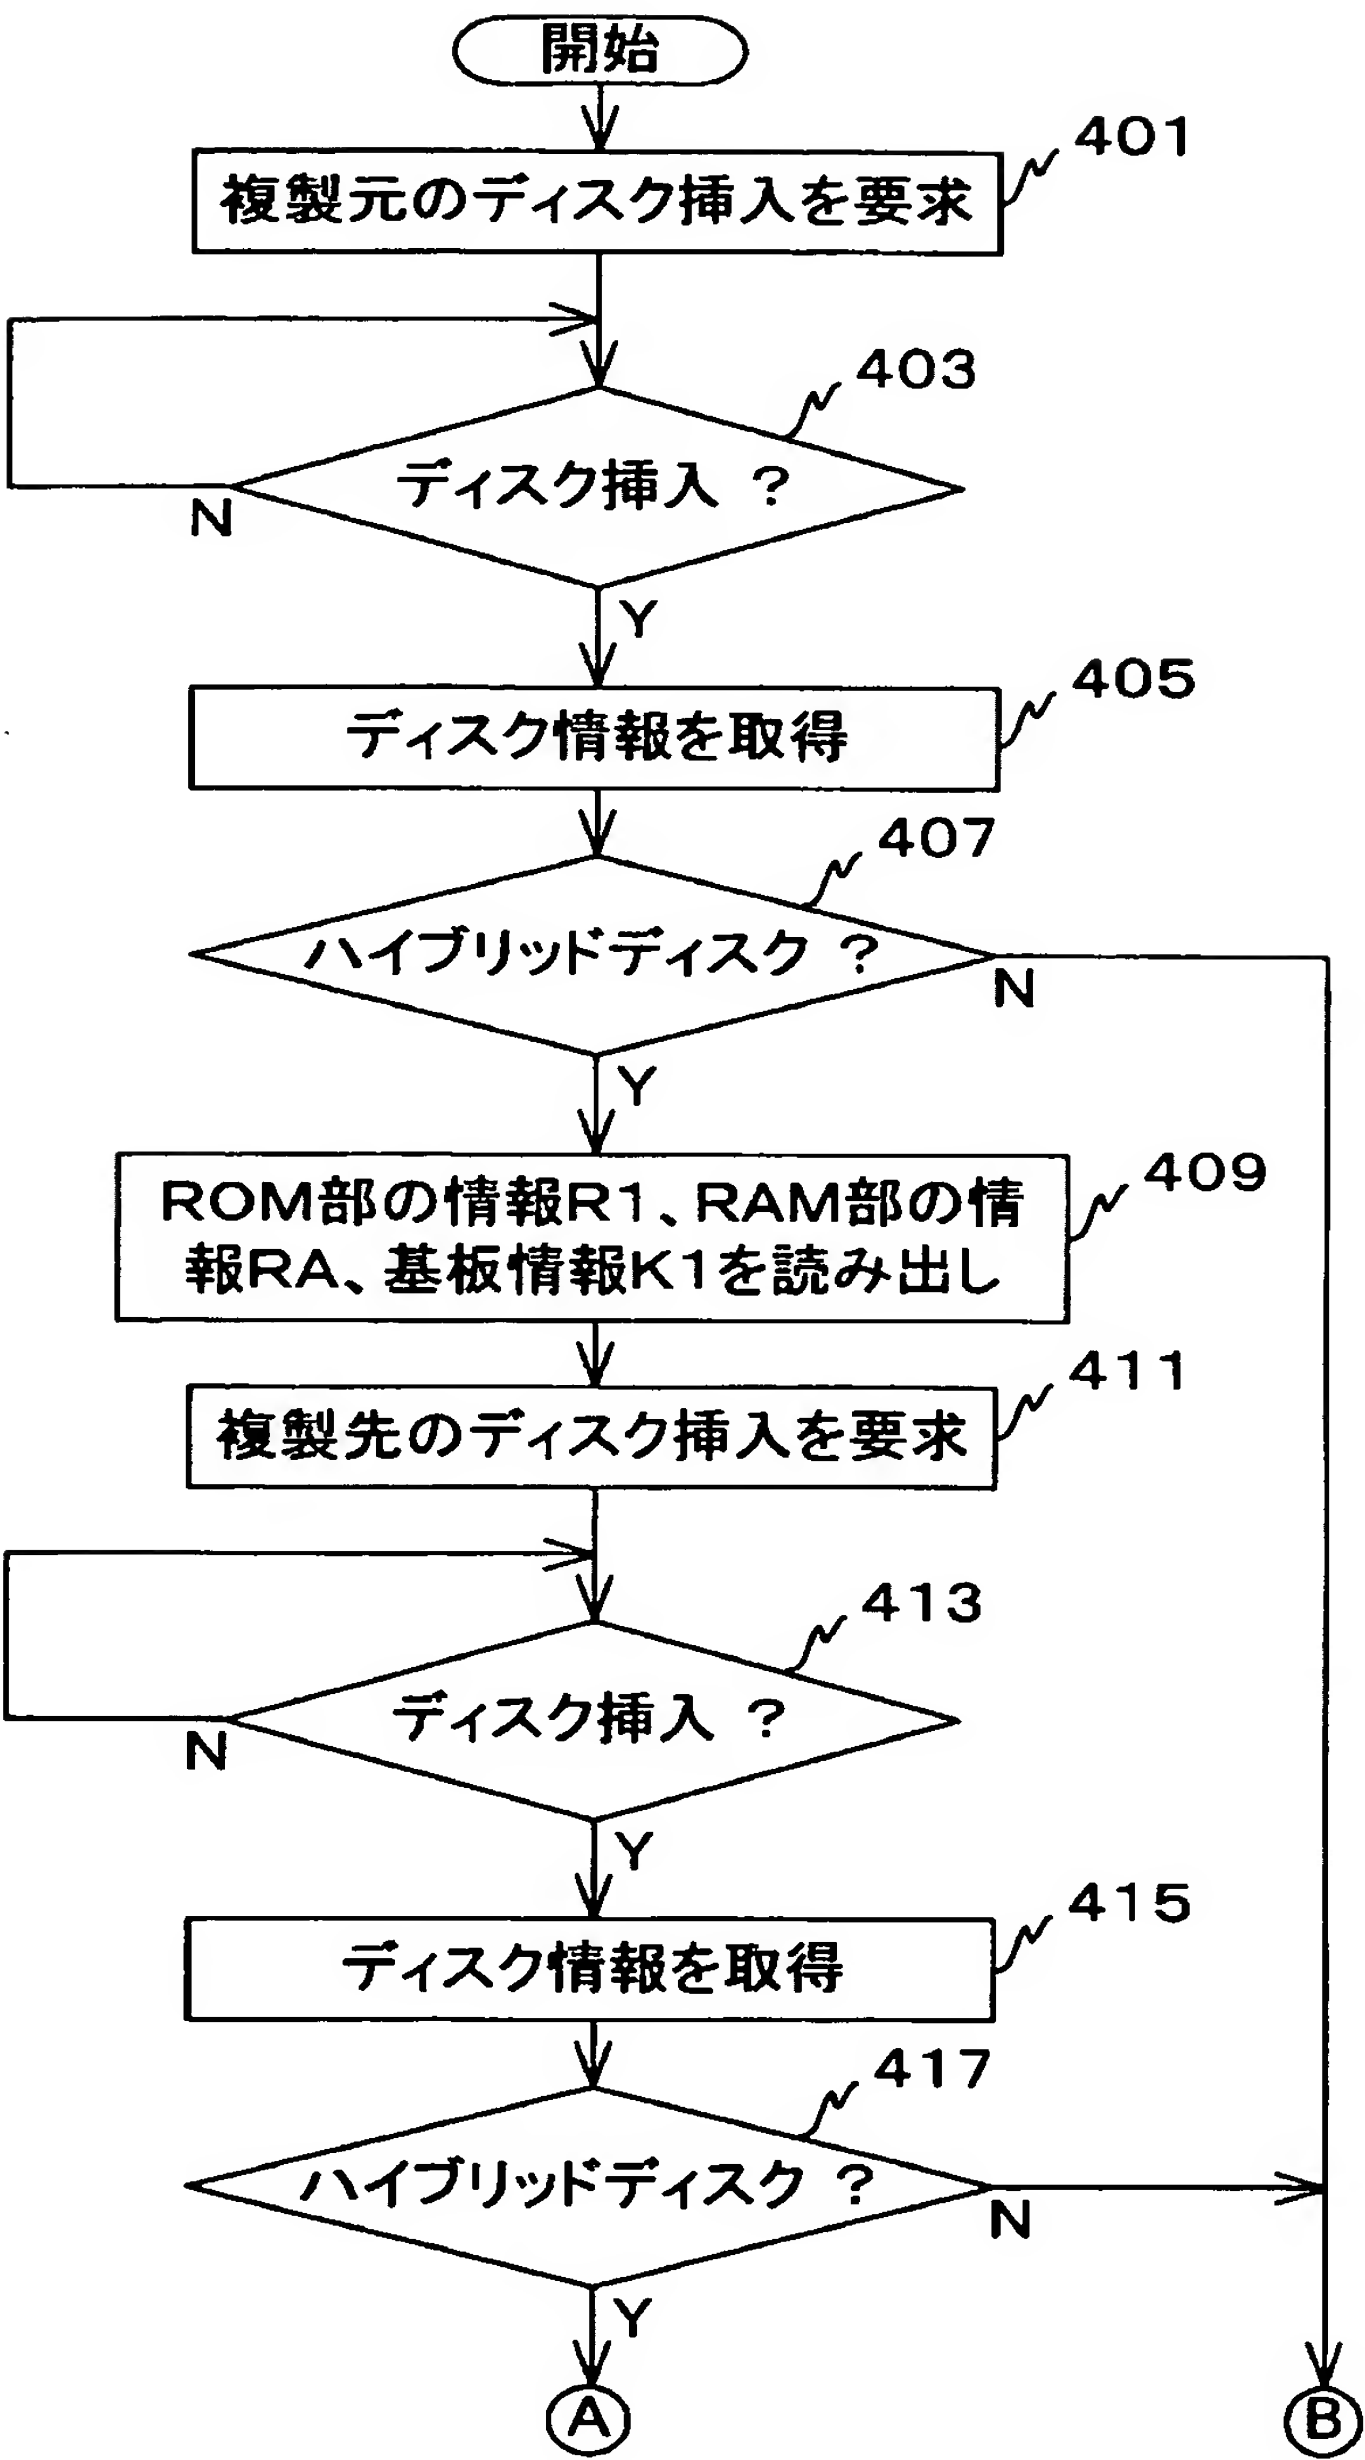 開始
401
複製元のディスク挿入を要求
403
ディスク挿入 ?
N
Y
405
ディスク情報を取得
407
ハイブリッドディスク ?
N
Y
409
ROM部の情報R1、RAM部の情
報RA、基板情報K1を読み出し
411
複製先のディスク挿入を要求
413
ディスク挿入 ?
N
Y
415
ディスク情報を取得
417
ハイブリッドディスク ?
N
Y
A
B